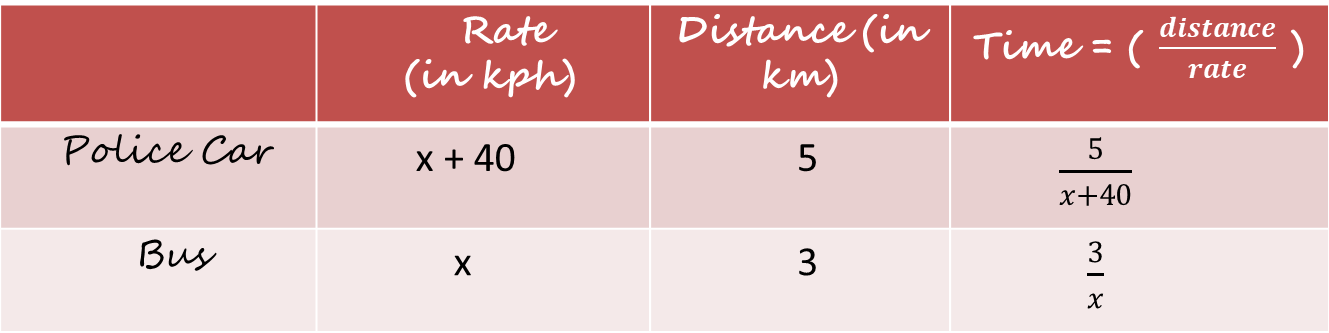 Rate (in kph)
Distance (in km)
Time = ( distance/rate )
Police Car
x + 40
5
5/(x+40)
Bus
x
3
3/x